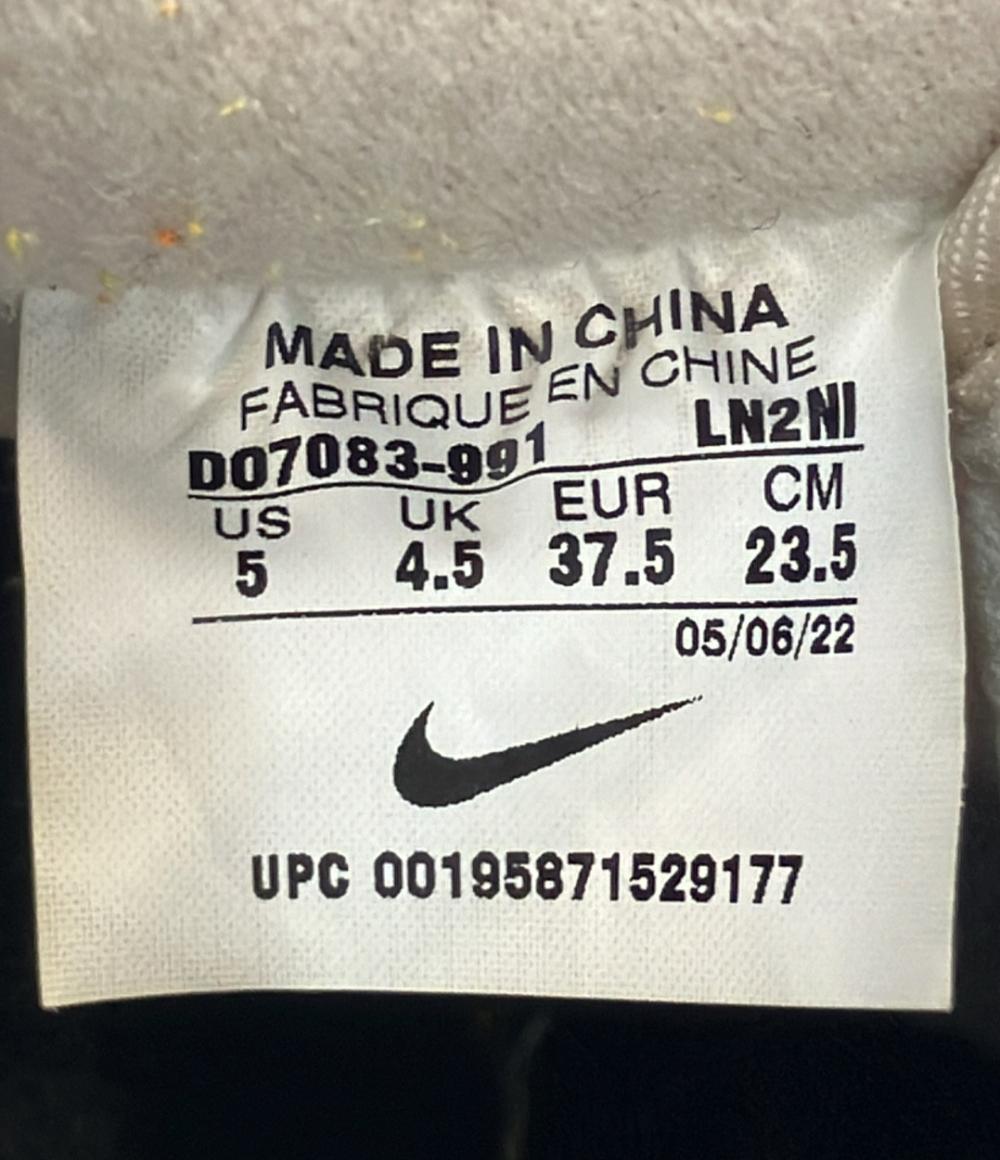 MADE IN CHINA
FABRIQUE EN CHINE
DO7083-991 LN2NI
US UK EUR CM
5 4.5 37.5 23.5
05/06/22
UPC 00195871529177